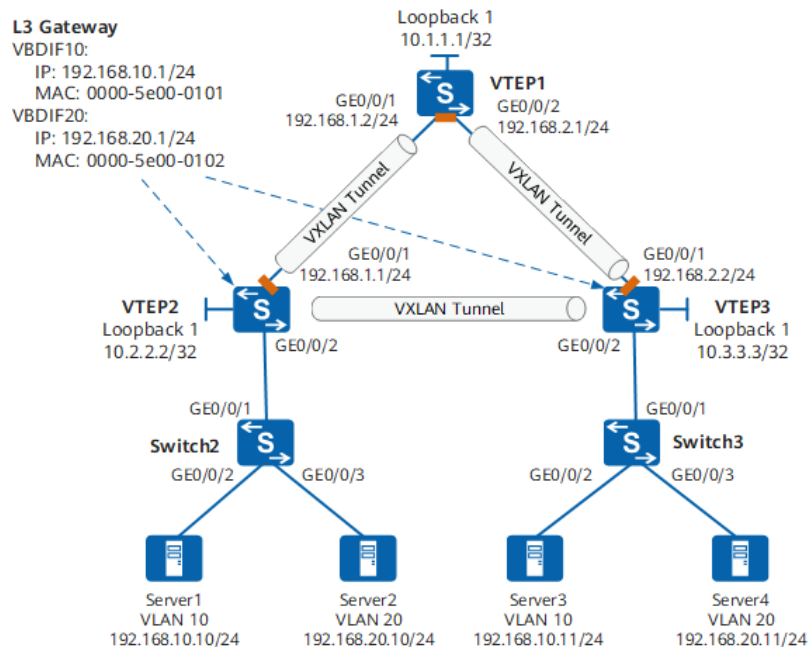 L3 Gateway
VBDIF10:
IP: 192.168.10.1/24
MAC: 0000-5e00-0101
VBDIF20:
IP: 192.168.20.1/24
MAC: 0000-5e00-0102
Loopback 1
10.1.1.1/32
S
VTEP1
GE0/0/1
192.168.1.2/24
GE0/0/2
192.168.2.1/24
VXLAN Tunnel
VXLAN Tunnel
GE0/0/1
192.168.1.1/24
GE0/0/1
192.168.2.2/24
VTEP2
Loopback 1
10.2.2.2/32
S
VXLAN Tunnel
S
VTEP3
Loopback 1
10.3.3.3/32
GE0/0/2
GE0/0/2
GE0/0/1
GE0/0/1
Switch2
S
S
Switch3
GE0/0/2
GE0/0/3
GE0/0/2
GE0/0/3
Server1
VLAN 10
192.168.10.10/24
Server2
VLAN 20
192.168.20.10/24
Server3
VLAN 10
192.168.10.11/24
Server4
VLAN 20
192.168.20.11/24